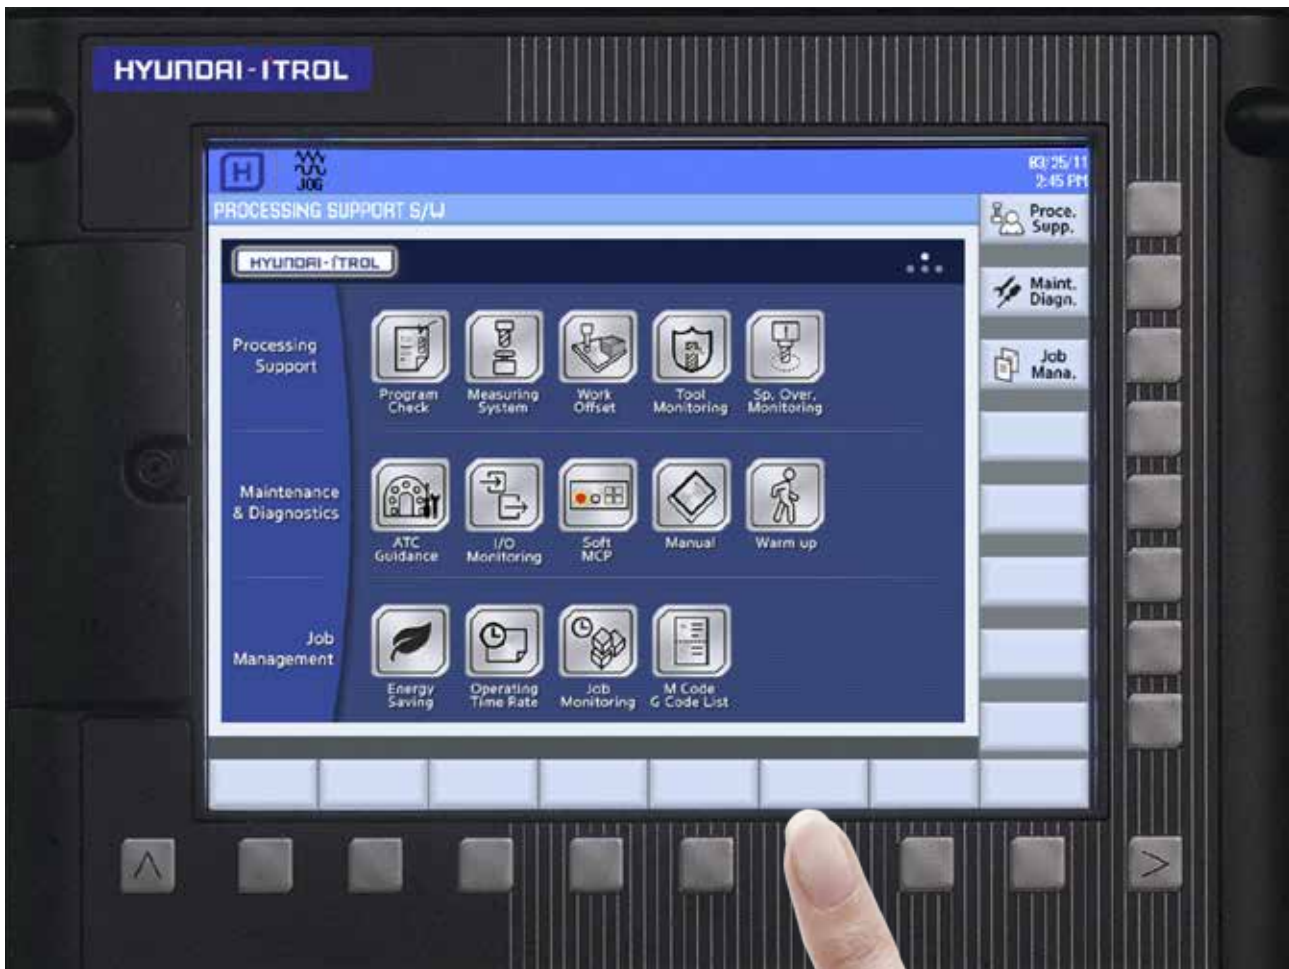 HYUNDAI-ITROL
H
JOG
03/25/11
2:45 PM
PROCESSING SUPPORT S/W
Proce.
Supp.
HYUNDAI-ITROL
Maint.
Diagn.
Job
Mana.
Processing
Support
Program
Check
Measuring
System
Work
Offset
Tool
Monitoring
Sp. Over.
Monitoring
Maintenance
& Diagnostics
ATC
Guidance
I/O
Monitoring
Soft
MCP
Manual
Warm up
Job
Management
Energy
Saving
Operating
Time Rate
Job
Monitoring
M Code
G Code List